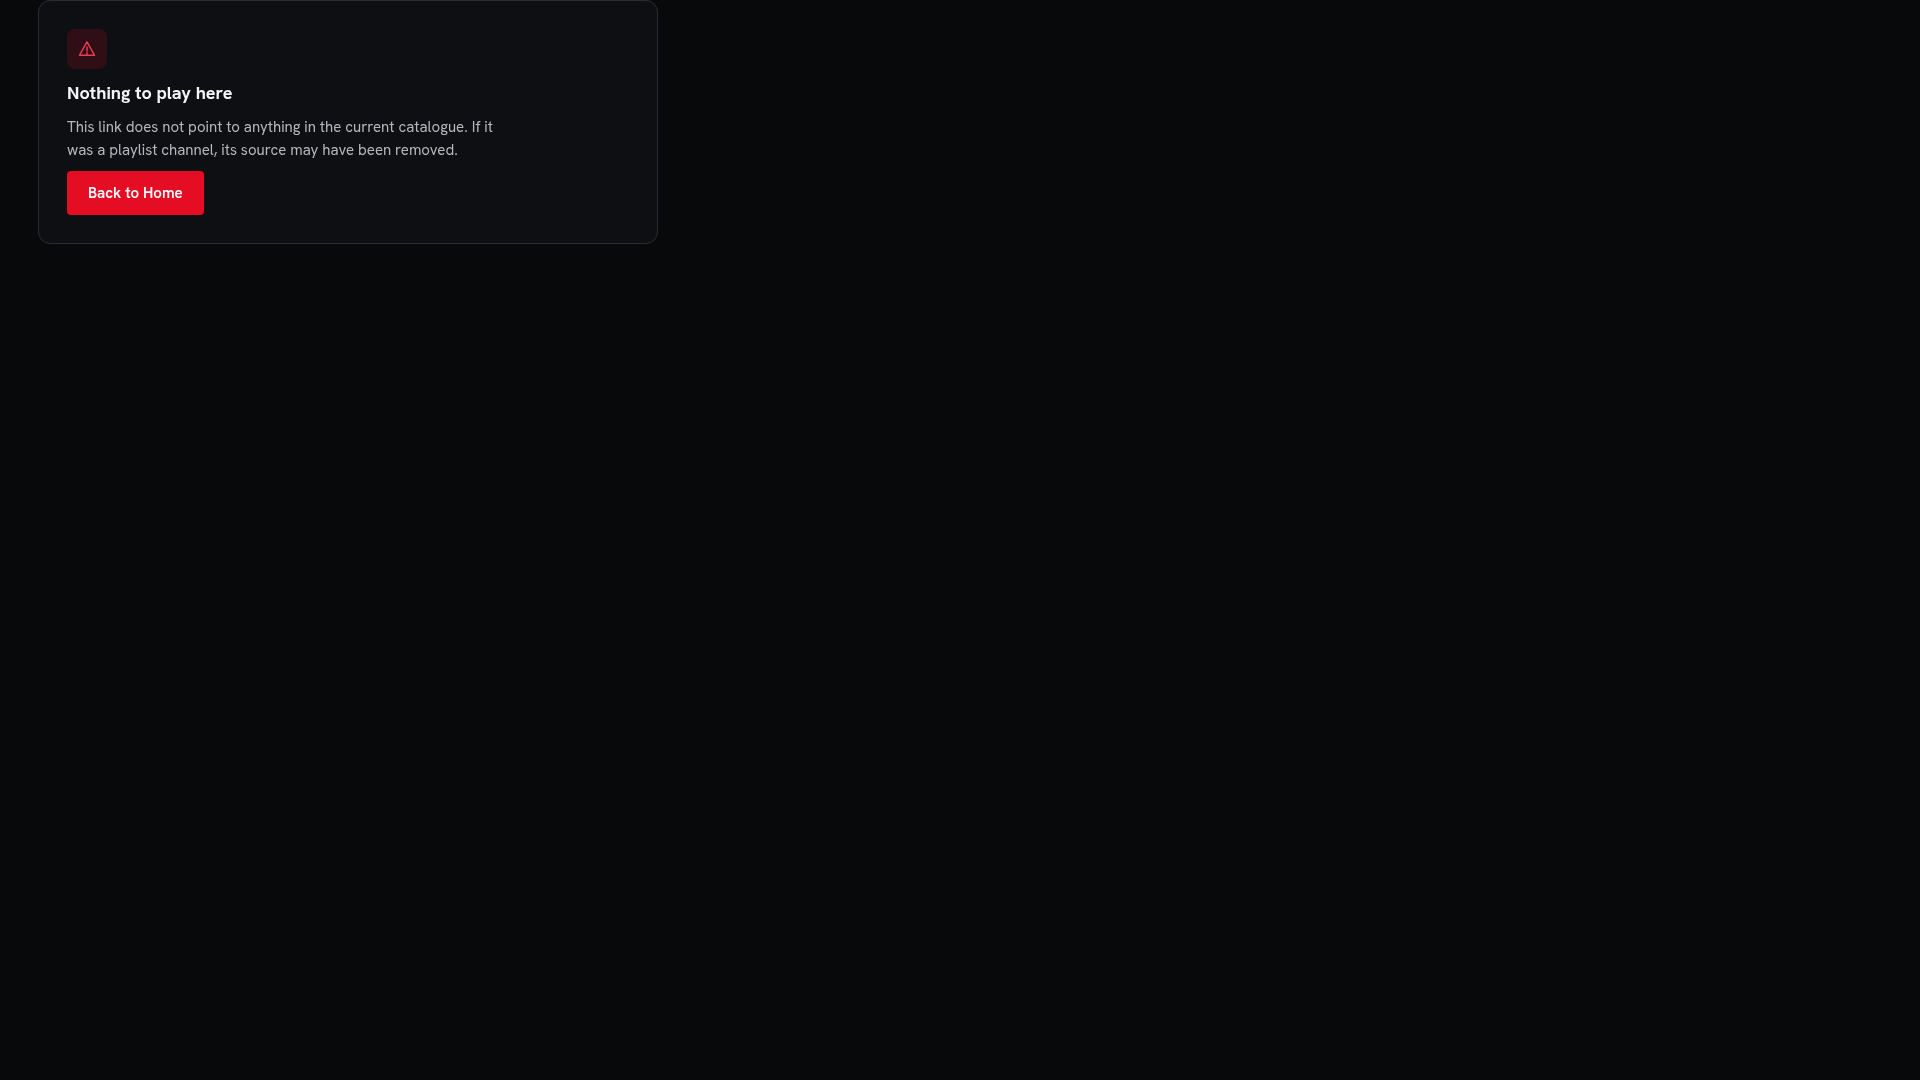 Nothing to play here
This link does not point to anything in the current catalogue. If it
was a playlist channel, its source may have been removed.
Back to Home